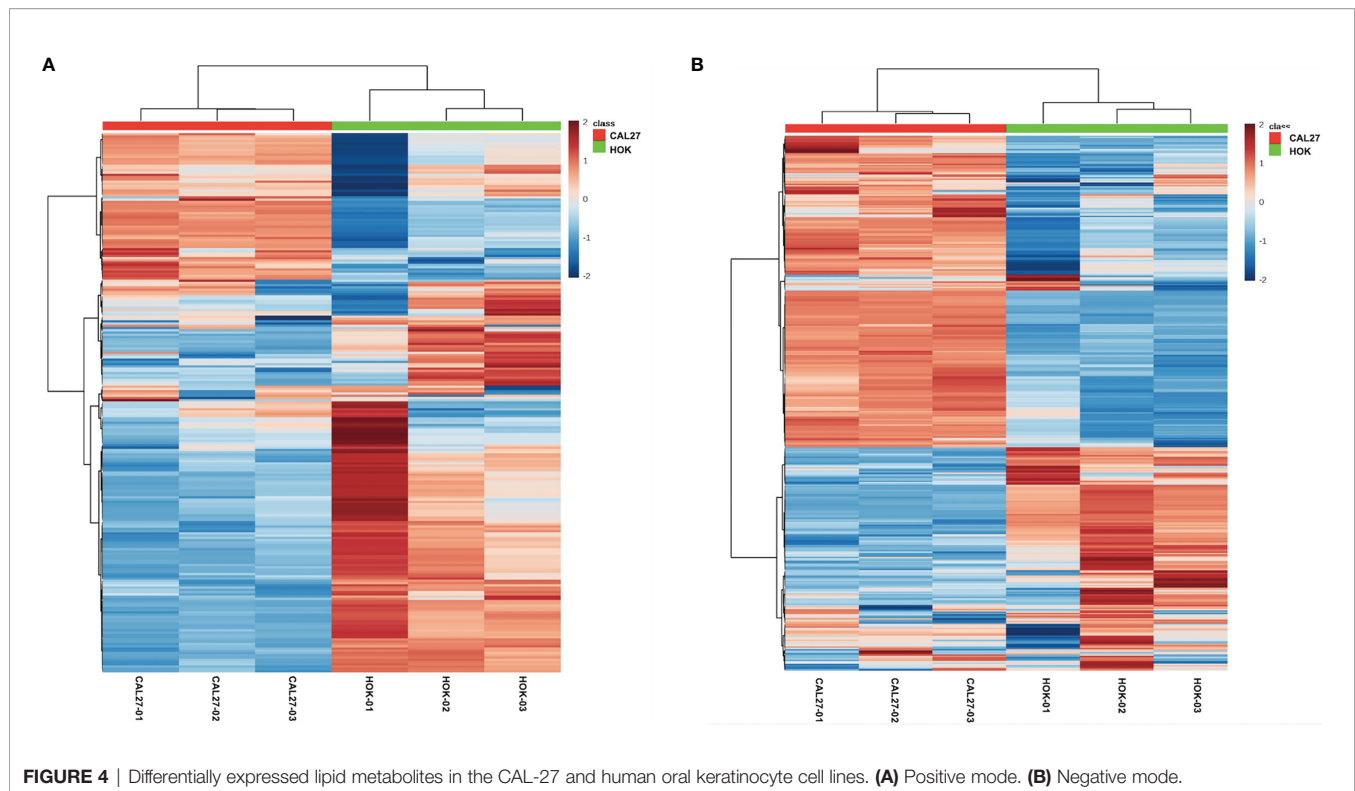 A
2
1
0
-1
-2
class
CAL27
HOK
CAL27-01
CAL27-02
CAL27-03
HOK-01
HOK-02
HOK-03
B
2
1
0
-1
-2
CAL27
HOK
CAL27-01
CAL27-02
CAL27-03
HOK-01
HOK-02
HOK-03
FIGURE 4 | Differentially expressed lipid metabolites in the CAL-27 and human oral keratinocyte cell lines. (A) Positive mode. (B) Negative mode.